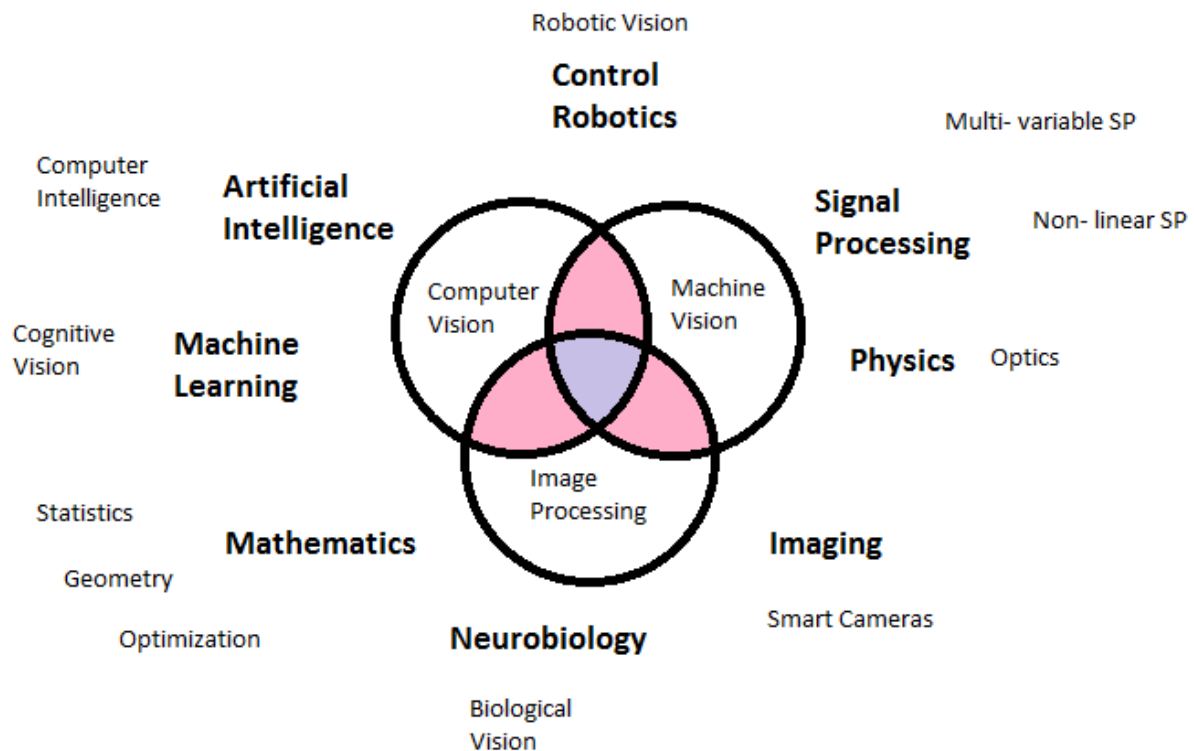 Robotic Vision
Control
Robotics
Multi- variable SP
Computer
Intelligence
Artificial
Intelligence
Signal
Processing
Non- linear SP
Computer
Vision
Machine
Vision
Cognitive
Vision
Machine
Learning
Physics
Optics
Image
Processing
Statistics
Mathematics
Imaging
Geometry
Optimization
Neurobiology
Smart Cameras
Biological
Vision